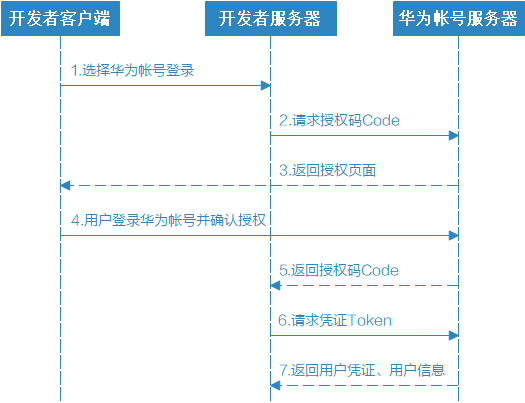 开发者客户端 开发者服务器 华为帐号服务器
1.选择华为帐号登录
2.请求授权码Code
3.返回授权页面
4.用户登录华为帐号并确认授权
5.返回授权码Code
6.请求凭证Token
7.返回用户凭证、用户信息